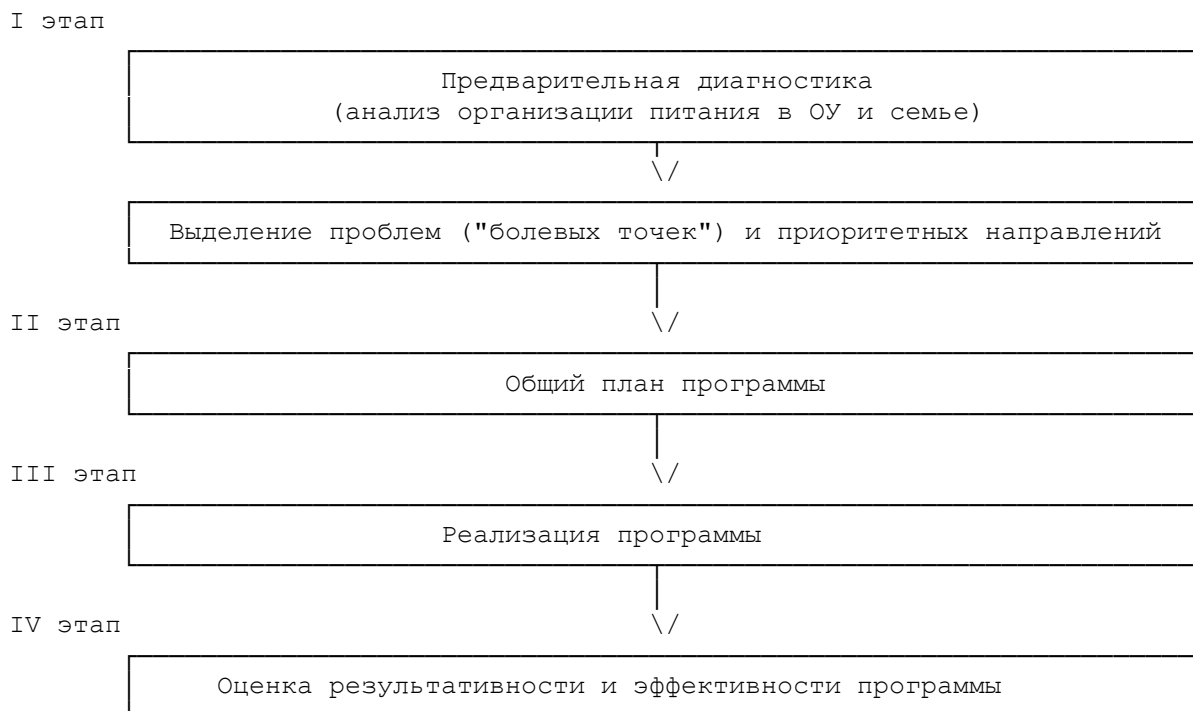 I этап
Предварительная диагностика
(анализ организации питания в ОУ и семье)
Выделение проблем ("болевых точек") и приоритетных направлений
II этап
Общий план программы
III этап
Реализация программы
IV этап
Оценка результативности и эффективности программы